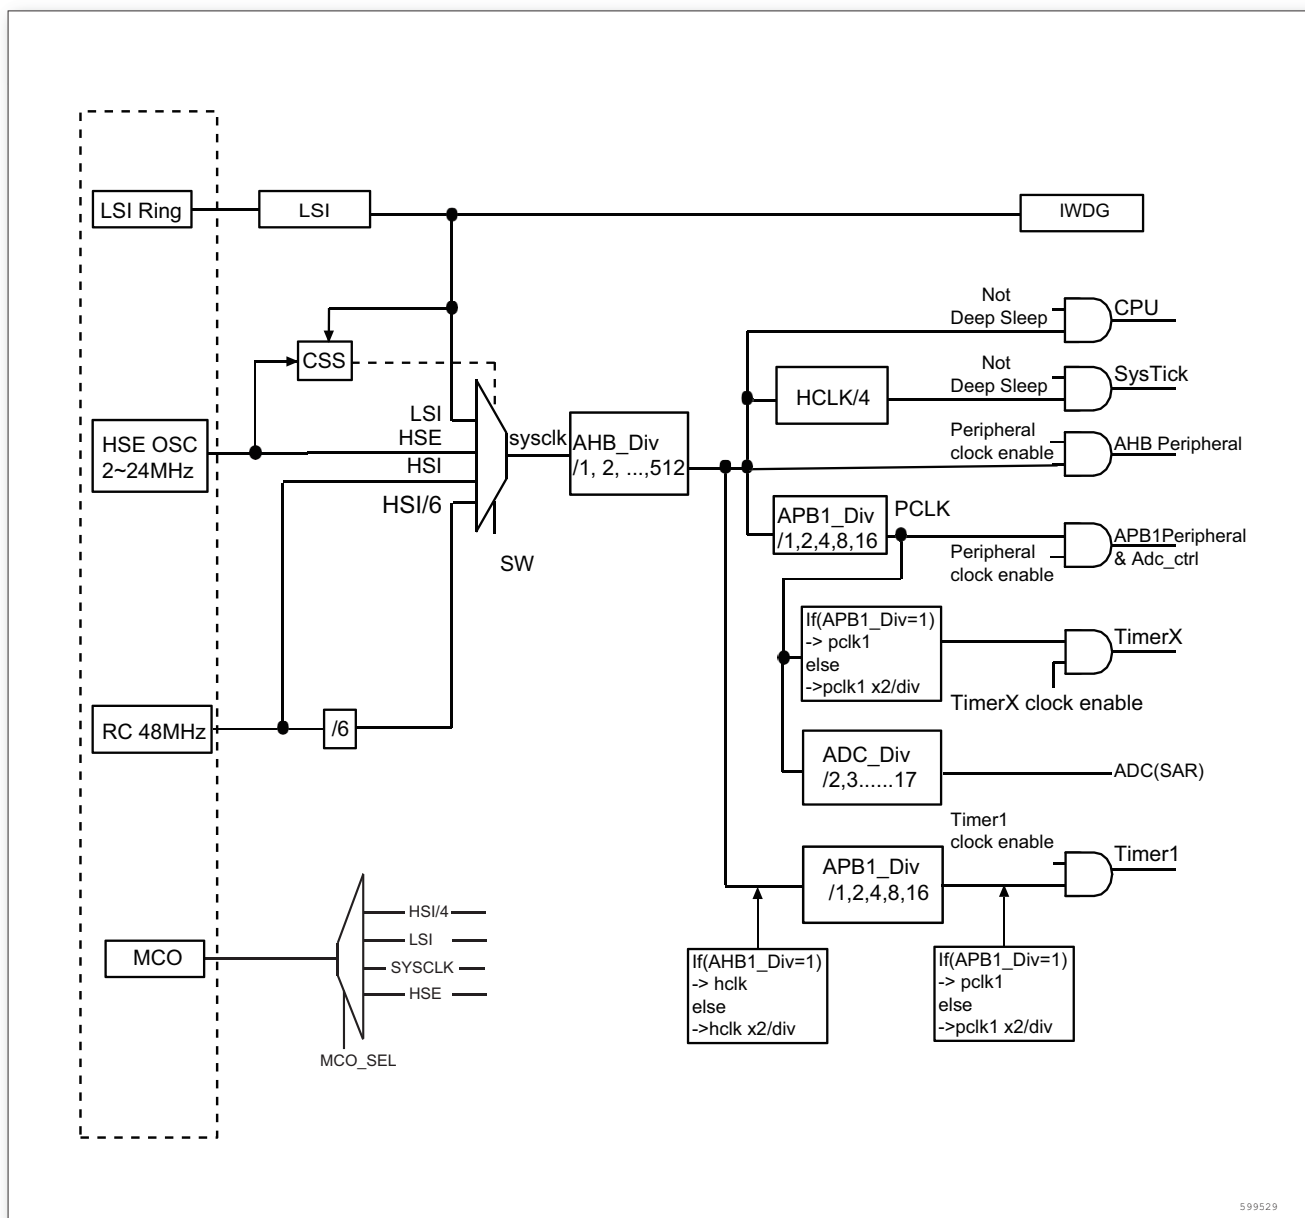 LSI Ring
LSI
IWDG
Not
Deep Sleep
CPU
CSS
Not
Deep Sleep
SysTick
HCLK/4
LSI
HSE
HSI
HSI/6
sysclk
SW
HSE OSC
2~24MHz
AHB_Div
/1, 2, ...,512
Peripheral
clock enable
AHB Peripheral
APB1_Div
/1,2,4,8,16
PCLK
Peripheral
clock enable
APB1Peripheral
& Adc_ctrl
If(APB1_Div=1)
-> pclk1
else
->pclk1 x2/div
TimerX
TimerX clock enable
RC 48MHz
/6
ADC_Div
/2,3......17
ADC(SAR)
Timer1
clock enable
Timer1
APB1_Div
/1,2,4,8,16
MCO
HSI/4
LSI
SYSCLK
HSE
MCO_SEL
If(AHB1_Div=1)
-> hclk
else
->hclk x2/div
If(APB1_Div=1)
-> pclk1
else
->pclk1 x2/div
599529